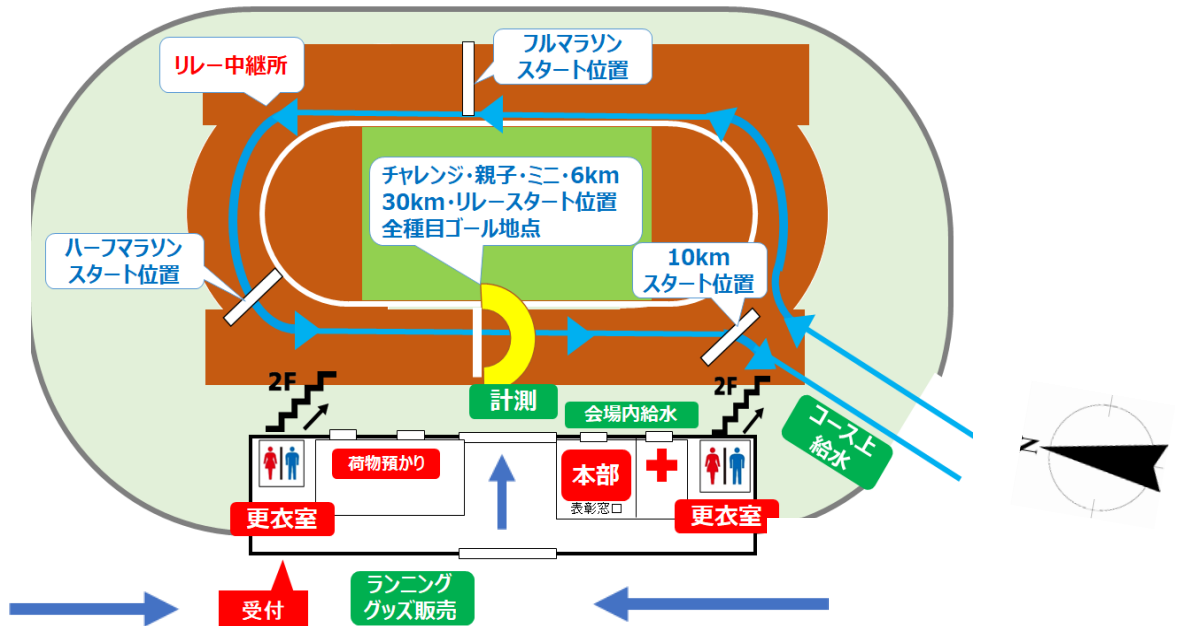 フルマラソン
スタート位置
リレー中継所
チャレンジ・親子・ミニ・6km
30km・リレースタート位置
全種目ゴール地点
ハーフマラソン
スタート位置
10km
スタート位置
2F
2F
計測
会場内給水
コース上
給水
N
荷物預かり
本部
表彰窓口
更衣室
更衣室
受付
ランニング
グッズ販売